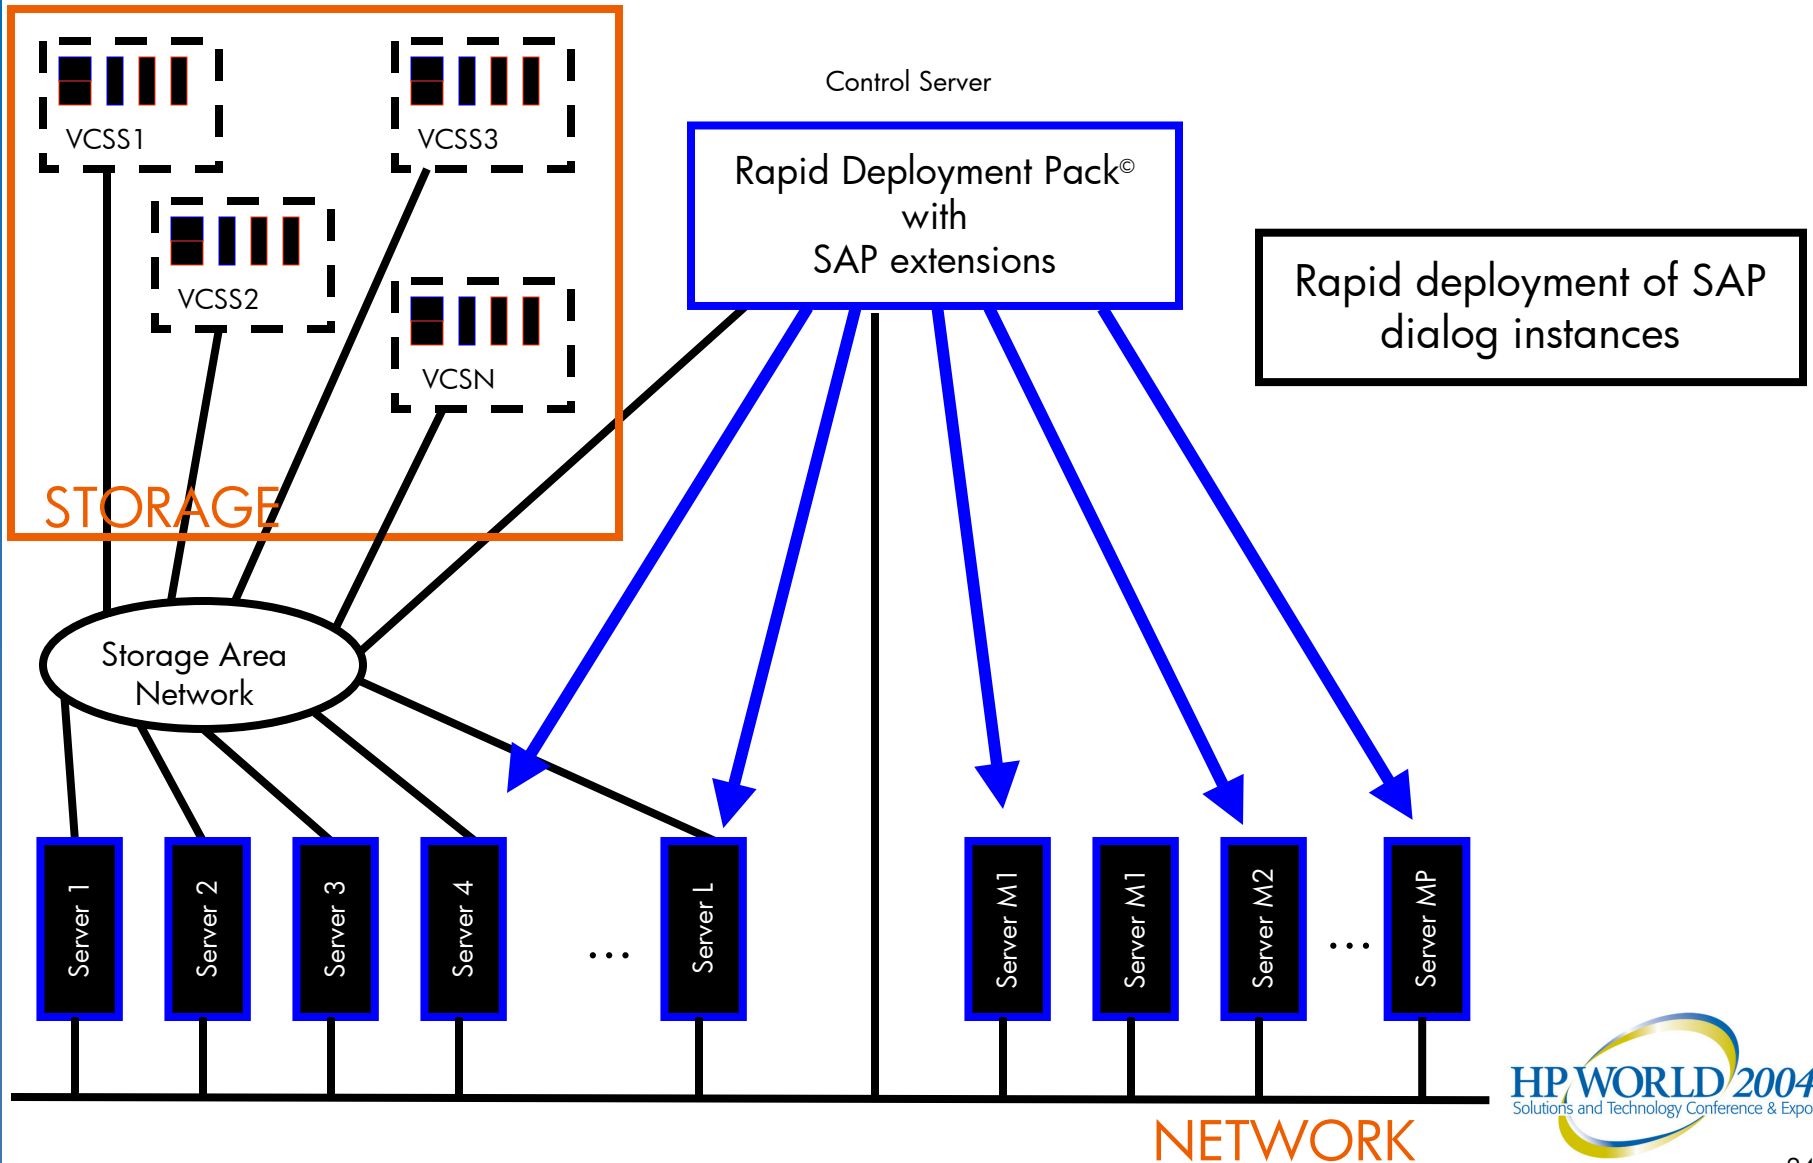 VCSS1
VCSS3
VCSS2
VCSN
STORAGE
Control Server
Rapid Deployment Pack©
with
SAP extensions
Rapid deployment of SAP
dialog instances
Storage Area
Network
Server 1
Server 2
Server 3
Server 4
...
Server L
Server M1
Server M1
Server M2
...
Server MP
NETWORK
HP WORLD 2004
Solutions and Technology Conference & Expo